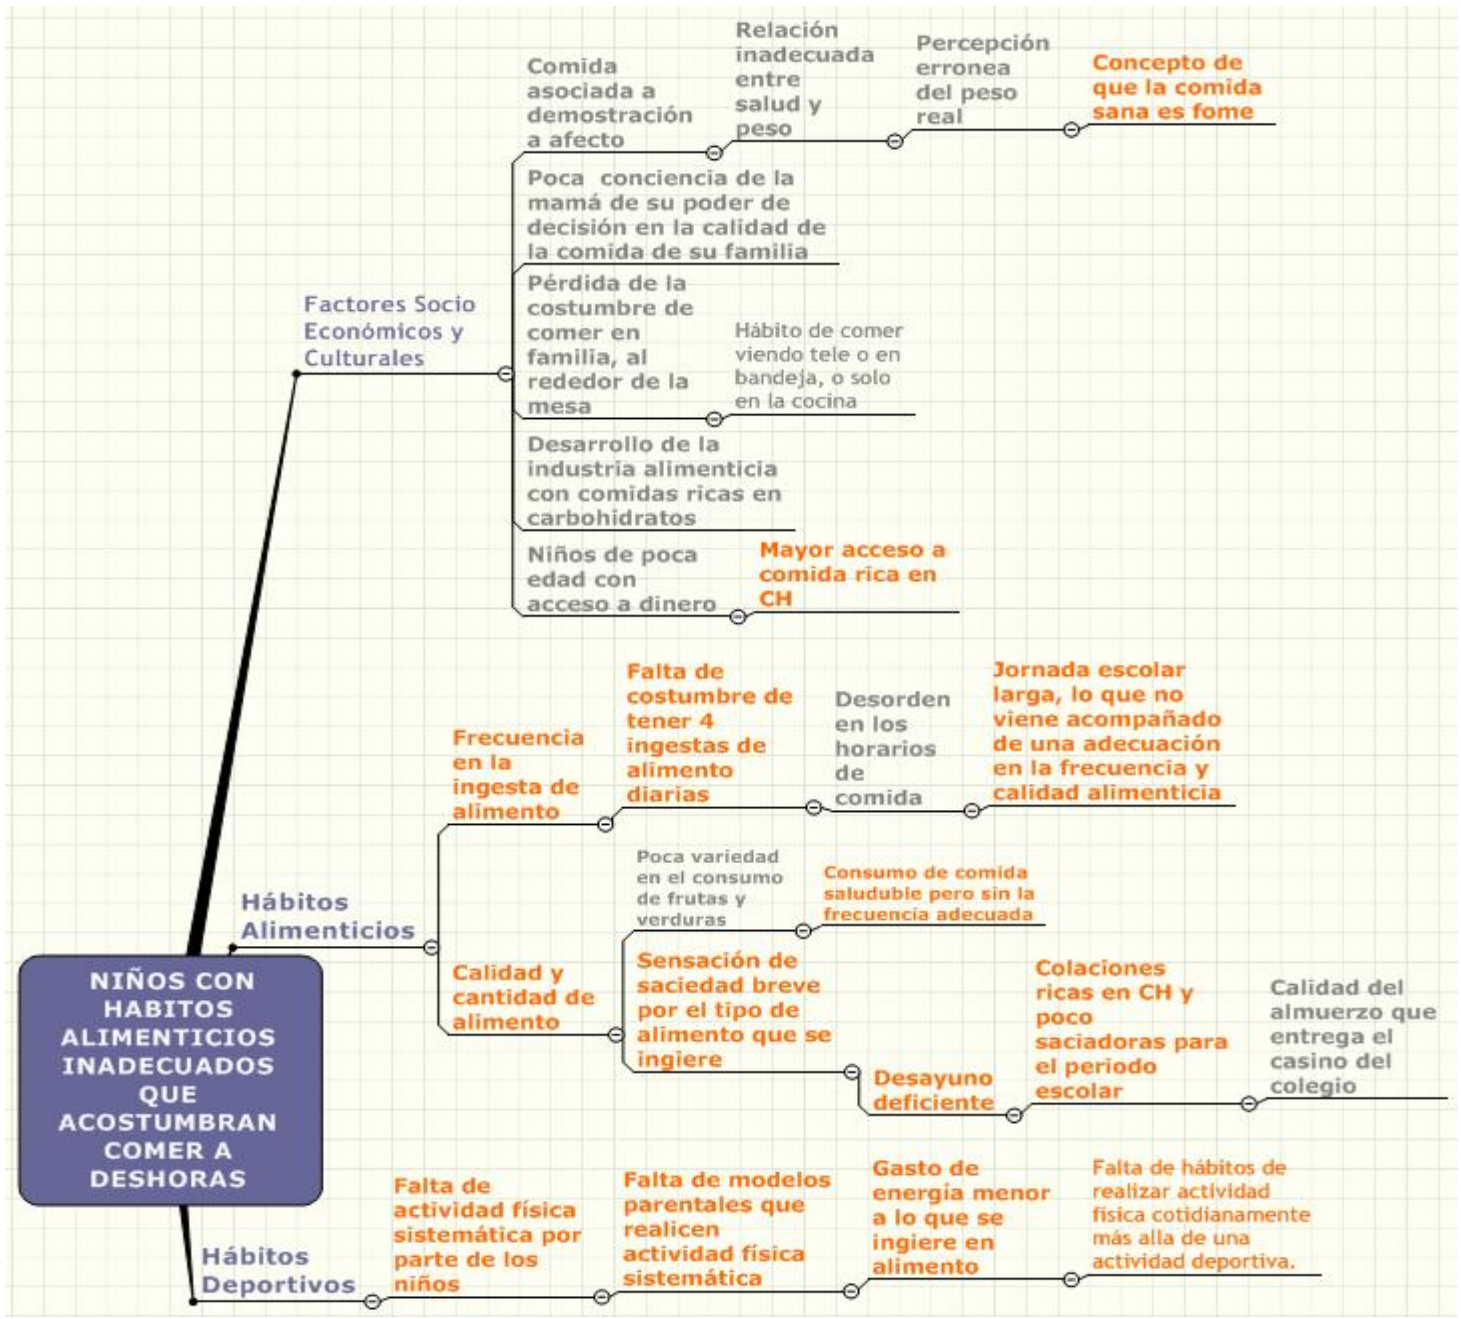 Comida
asociada a
demostración
a afecto
Relación
inadecuada
entre
salud y
peso
Percepción
erronea
del peso
real
Concepto de
que la comida
sana es fome
Poca conciencia de la
mamá de su poder de
decisión en la calidad de
la comida de su familia
Factores Socio
Económicos y
Culturales
Pérdida de la
costumbre de
comer en
familia, al
rededor de la
mesa
Hábito de comer
viendo tele o en
bandeja, o solo
en la cocina
Desarrollo de la
industria alimenticia
con comidas ricas en
carbohidratos
Niños de poca
edad con
acceso a dinero
Mayor acceso a
comida rica en
CH
Hábitos
Alimenticios
Frecuencia
en la
ingesta de
alimento
Falta de
costumbre de
tener 4
ingestas de
alimento
diarias
Desorden
en los
horarios
de
comida
Jornada escolar
larga, lo que no
viene acompañado
de una adecuación
en la frecuencia y
calidad alimenticia
Calidad y
cantidad de
alimento
Poca variedad
en el consumo
de frutas y
verduras
Consumo de comida
saluduble pero sin la
frecuencia adecuada
Sensación de
saciedad breve
por el tipo de
alimento que se
ingiere
Desayuno
deficiente
Colaciones
ricas en CH y
poco
saciadoras para
el periodo
escolar
Calidad del
almuerzo que
entrega el
casino del
colegio
NIÑOS CON
HABITOS
ALIMENTICIOS
INADECUADOS
QUE
ACOSTUMBRAN
COMER A
DESHORAS
Hábitos
Deportivos
Falta de
actividad física
sistemática por
parte de los
niños
Falta de modelos
parentales que
realicen
actividad física
sistemática
Gasto de
energía menor
a lo que se
ingiere en
alimento
Falta de hábitos de
realizar actividad
fisica cotidianamente
más alla de una
actividad deportiva.